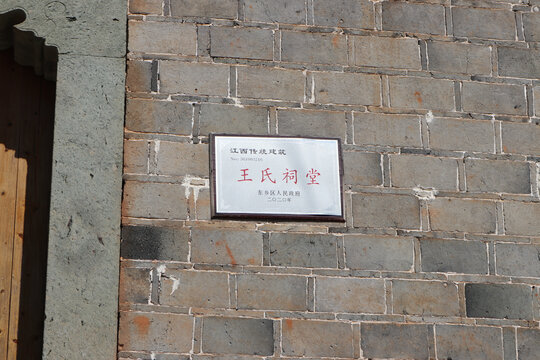 江西传统建筑
王氏祠堂
东乡区人民政府
二〇二〇年